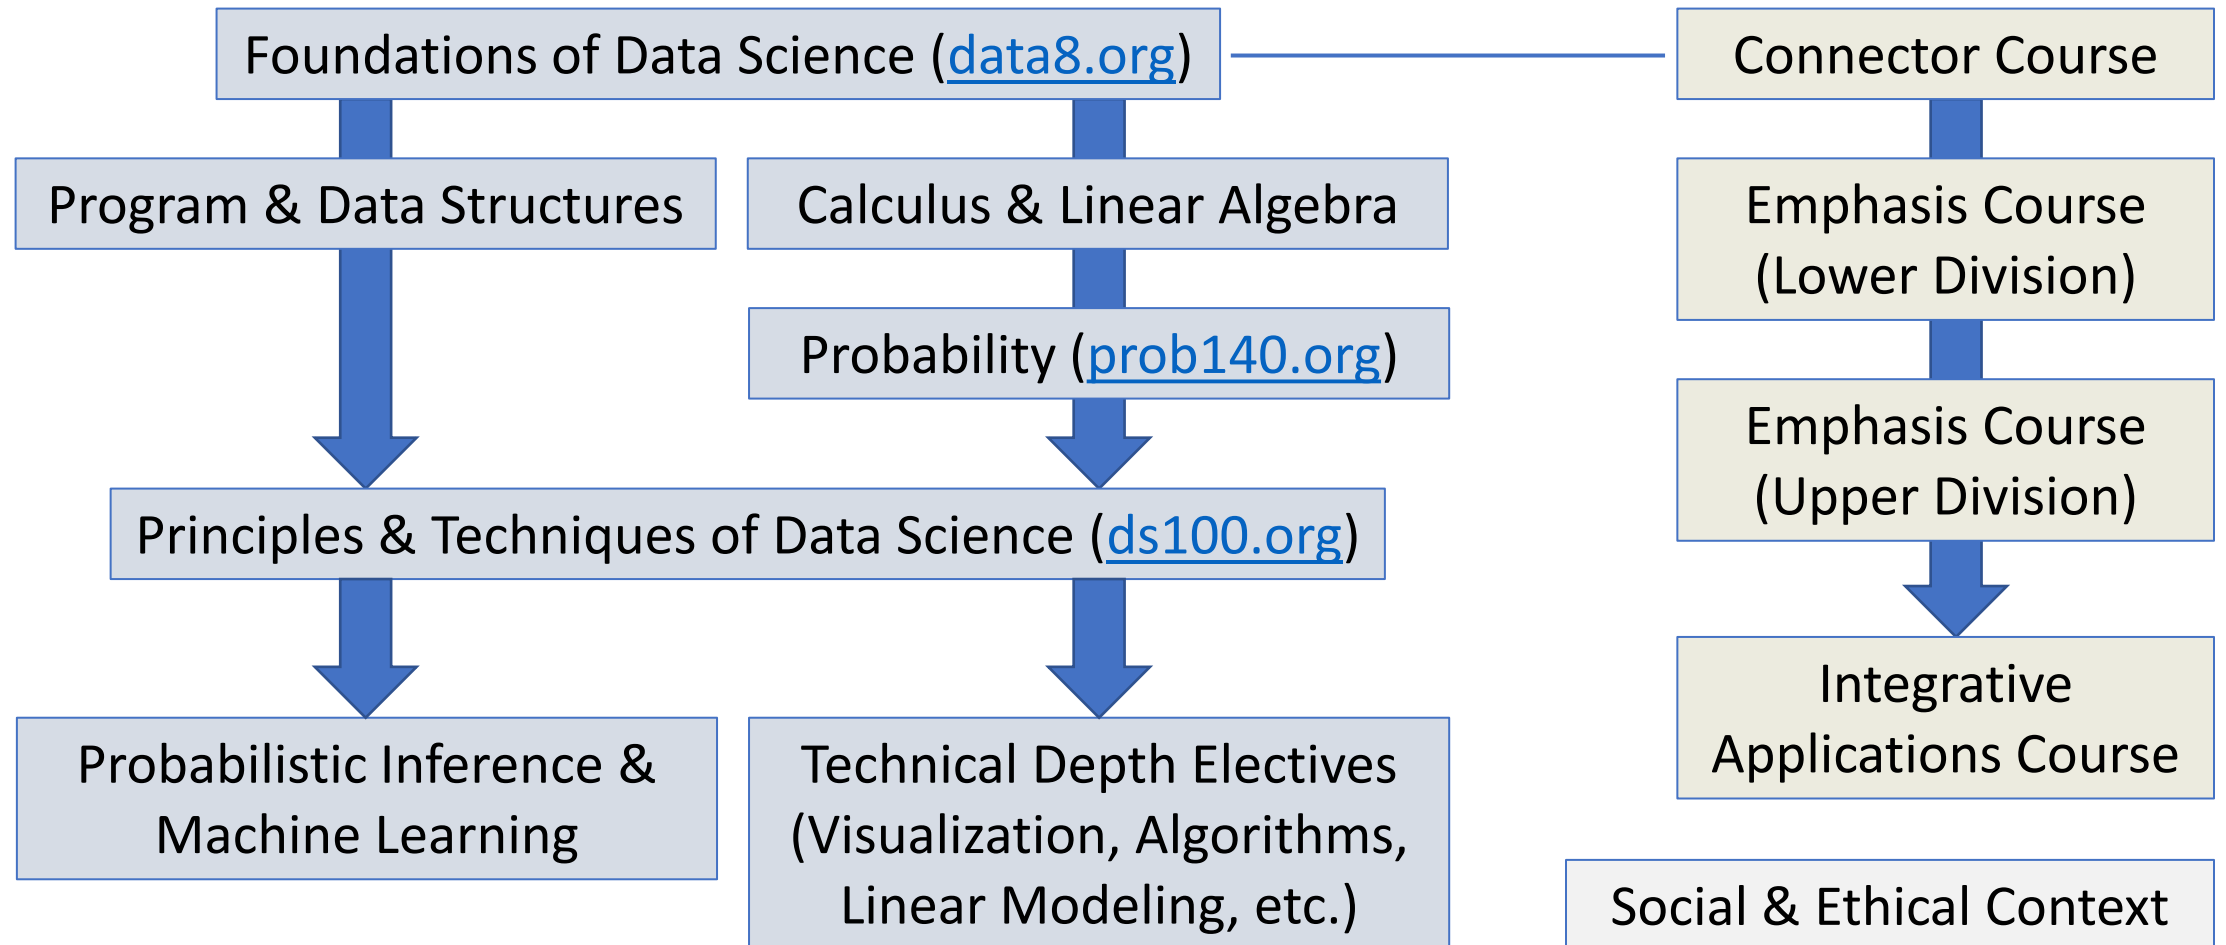 Foundations of Data Science (data8.org)
Connector Course
Program & Data Structures
Calculus & Linear Algebra
Emphasis Course
(Lower Division)
Probability (prob140.org)
Emphasis Course
(Upper Division)
Principles & Techniques of Data Science (ds100.org)
Integrative
Applications Course
Probabilistic Inference &
Machine Learning
Technical Depth Electives
(Visualization, Algorithms,
Linear Modeling, etc.)
Social & Ethical Context